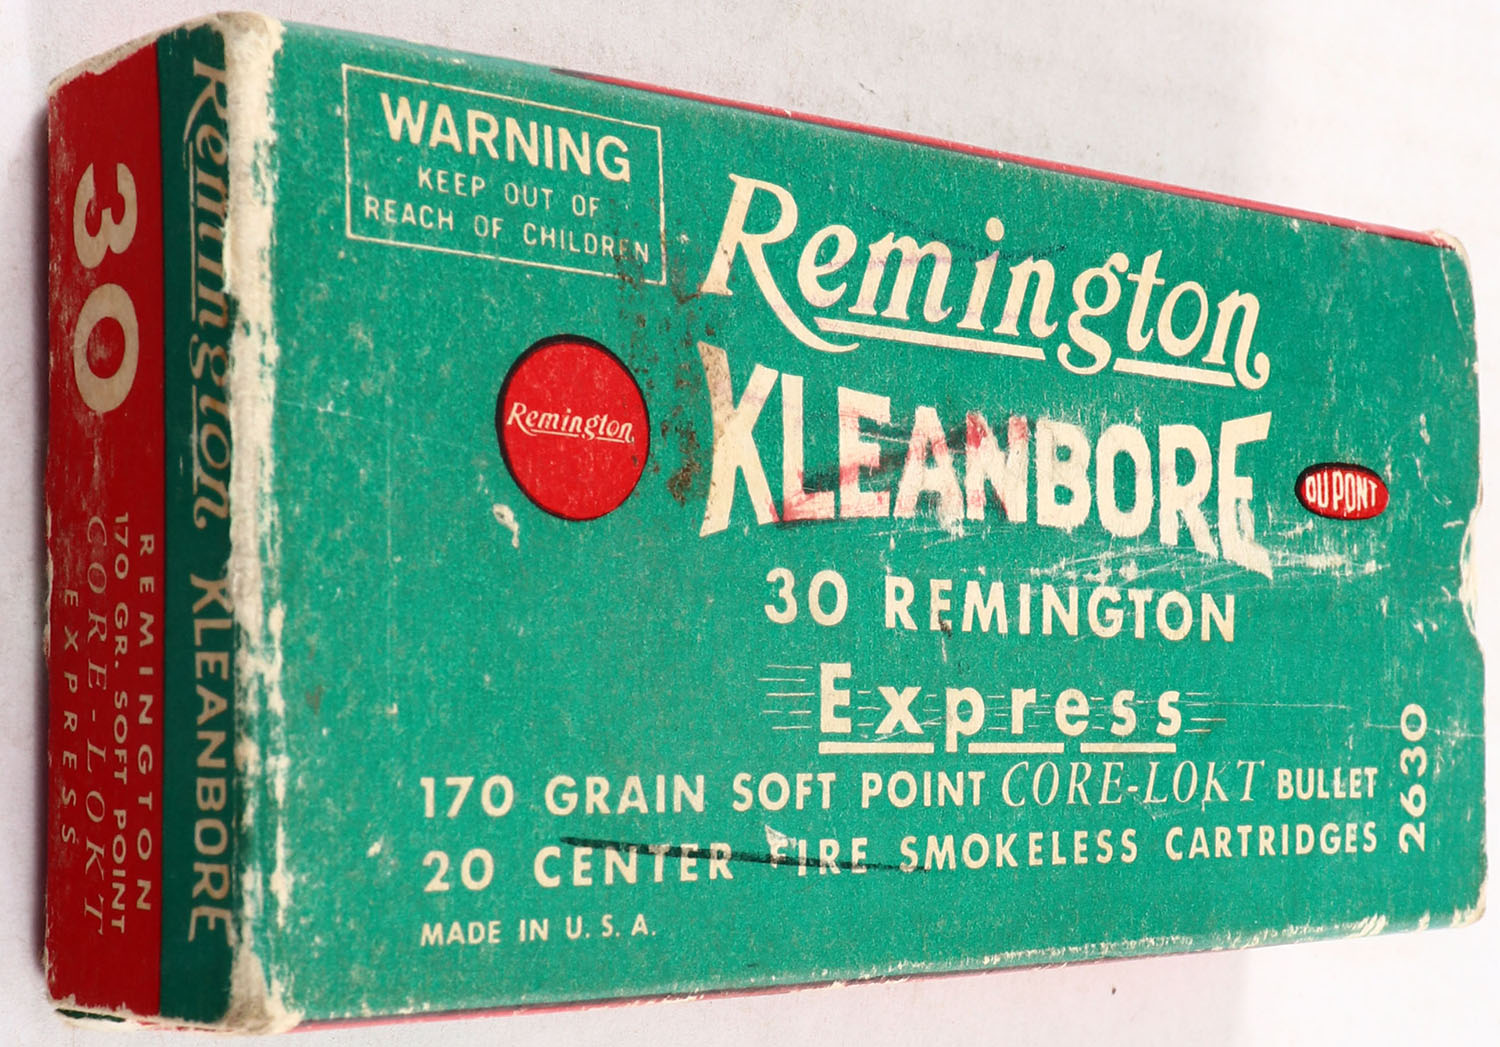 WARNING
KEEP OUT OF
REACH OF CHILDREN
Remington
KLEANBORE
Remington
DU PONT
30 REMINGTON
Express
170 GRAIN SOFT POINT CORE-LOKT BULLET
20 CENTER FIRE SMOKELESS CARTRIDGES
MADE IN U.S.A.
2630
Remington KLEANBORE
30
REMINGTON
170 GR. SOFT POINT
CORE-LOKT
EXPRESS